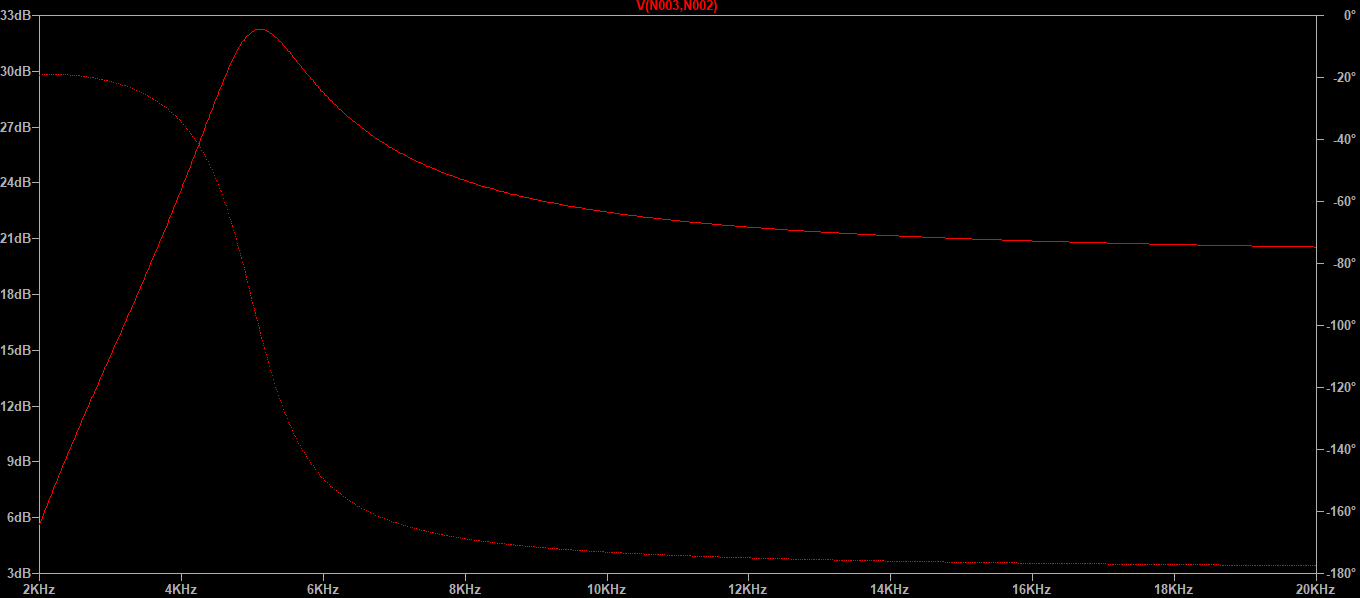 V(N003,N002)
33dB
30dB
27dB
24dB
21dB
18dB
15dB
12dB
9dB
6dB
3dB
0°
-20°
-40°
-60°
-80°
-100°
-120°
-140°
-160°
-180°
2KHz 4KHz 6KHz 8KHz 10KHz 12KHz 14KHz 16KHz 18KHz 20KHz